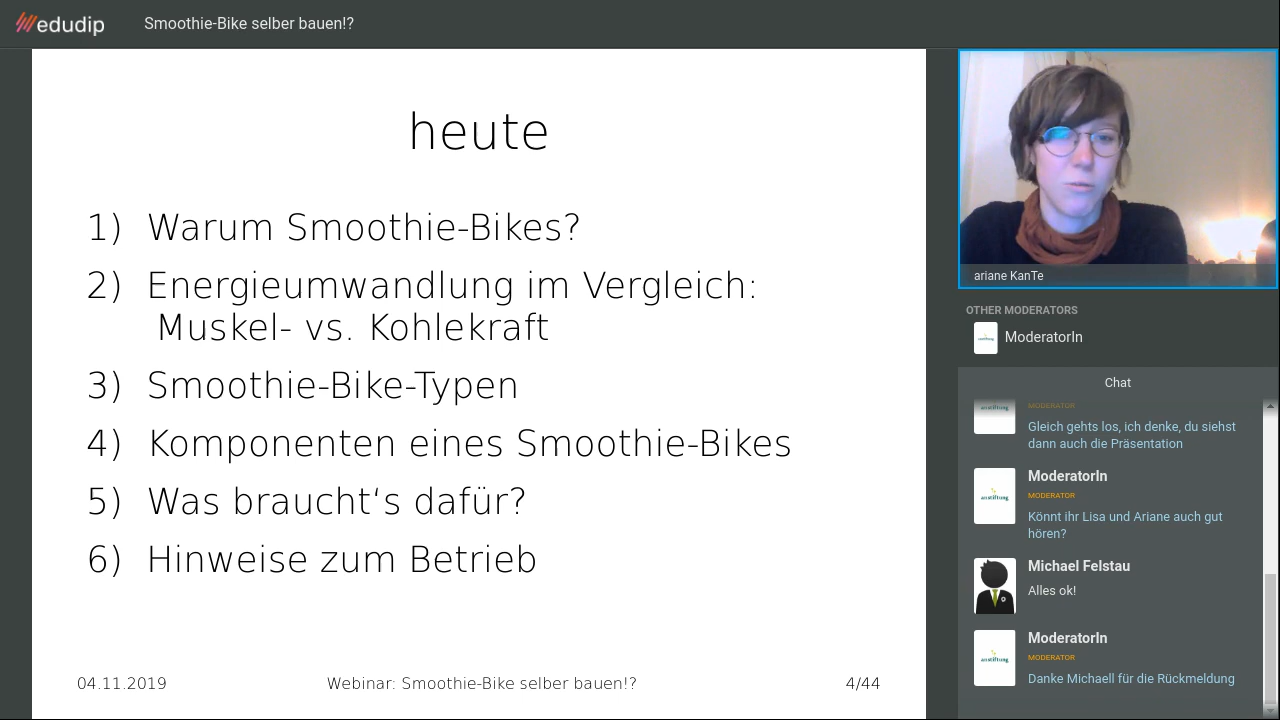 edudip
Smoothie-Bike selber bauen!?
heute
1) Warum Smoothie-Bikes?
2) Energieumwandlung im Vergleich:
Muskel- vs. Kohlekraft
3) Smoothie-Bike-Typen
4) Komponenten eines Smoothie-Bikes
5) Was braucht‘s dafür?
6) Hinweise zum Betrieb
04.11.2019
Webinar: Smoothie-Bike selber bauen!?
4/44
ariane KanTe
OTHER MODERATORS
ModeratorIn
Chat
MODERATOR
Gleich gehts los, ich denke, du siehst
dann auch die Präsentation
ModeratorIn
MODERATOR
Könnt ihr Lisa und Ariane auch gut
hören?
Michael Felstau
Alles ok!
ModeratorIn
MODERATOR
Danke Michaell für die Rückmeldung